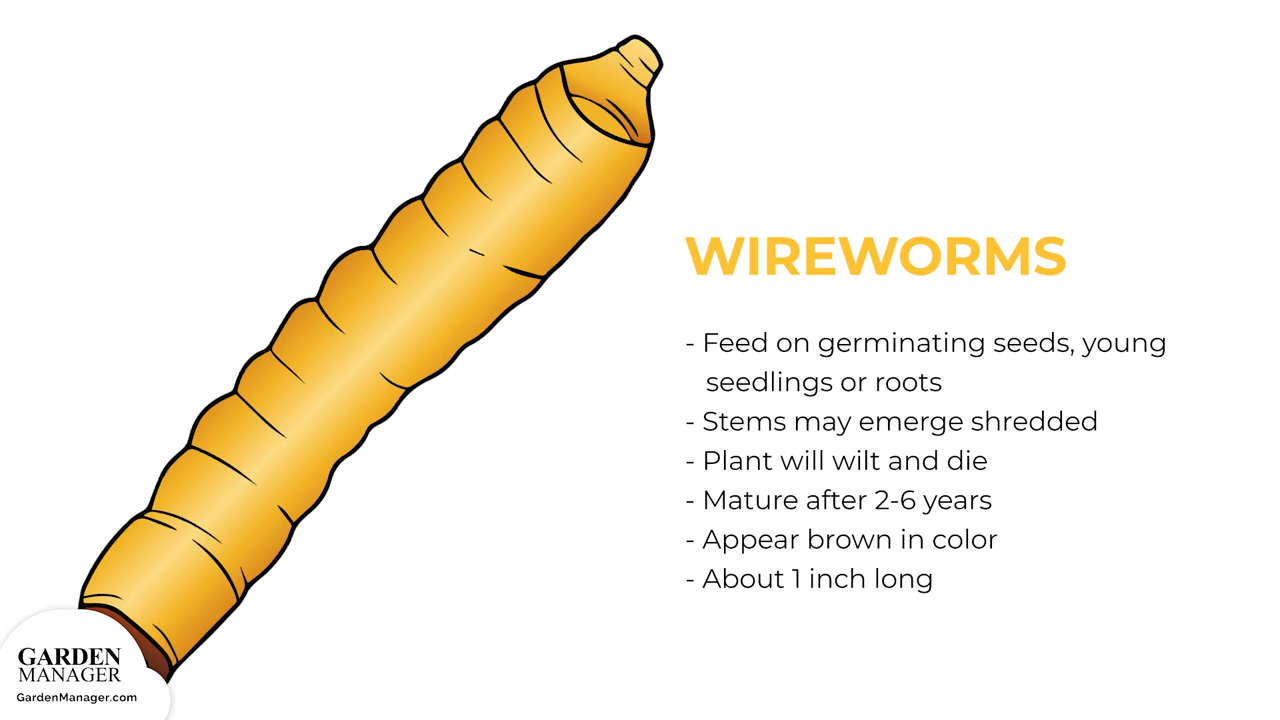 WIREWORMS
- Feed on germinating seeds, young
seedlings or roots
- Stems may emerge shredded
- Plant will wilt and die
- Mature after 2-6 years
- Appear brown in color
- About 1 inch long
GARDEN
MANAGER
GardenManager.com